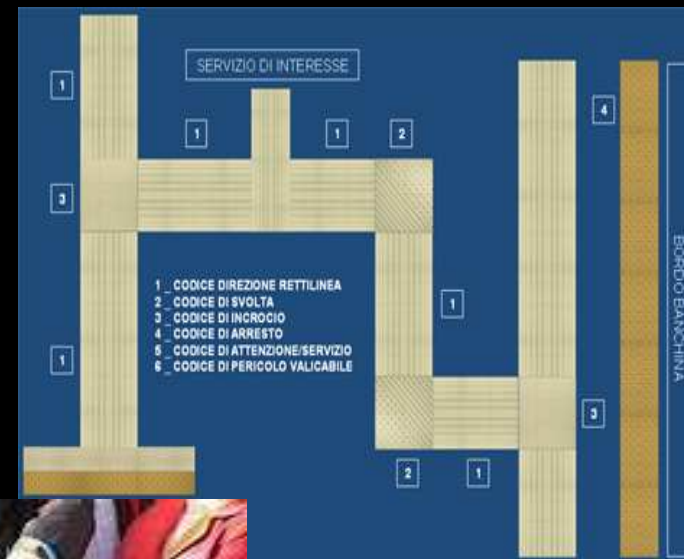 SERVIZIO DI INTERESSE
1
1
1
2
4
3
1 _ CODICE DIREZIONE RETTILINEA
2 _ CODICE DI SVOLTA
3 _ CODICE DI INCROCIO
4 _ CODICE DI ARRESTO
5 _ CODICE DI ATTENZIONE/SERVIZIO
6 _ CODICE DI PERICOLO VALICABILE
1
1
3
2
1
BORDO BANCHINA